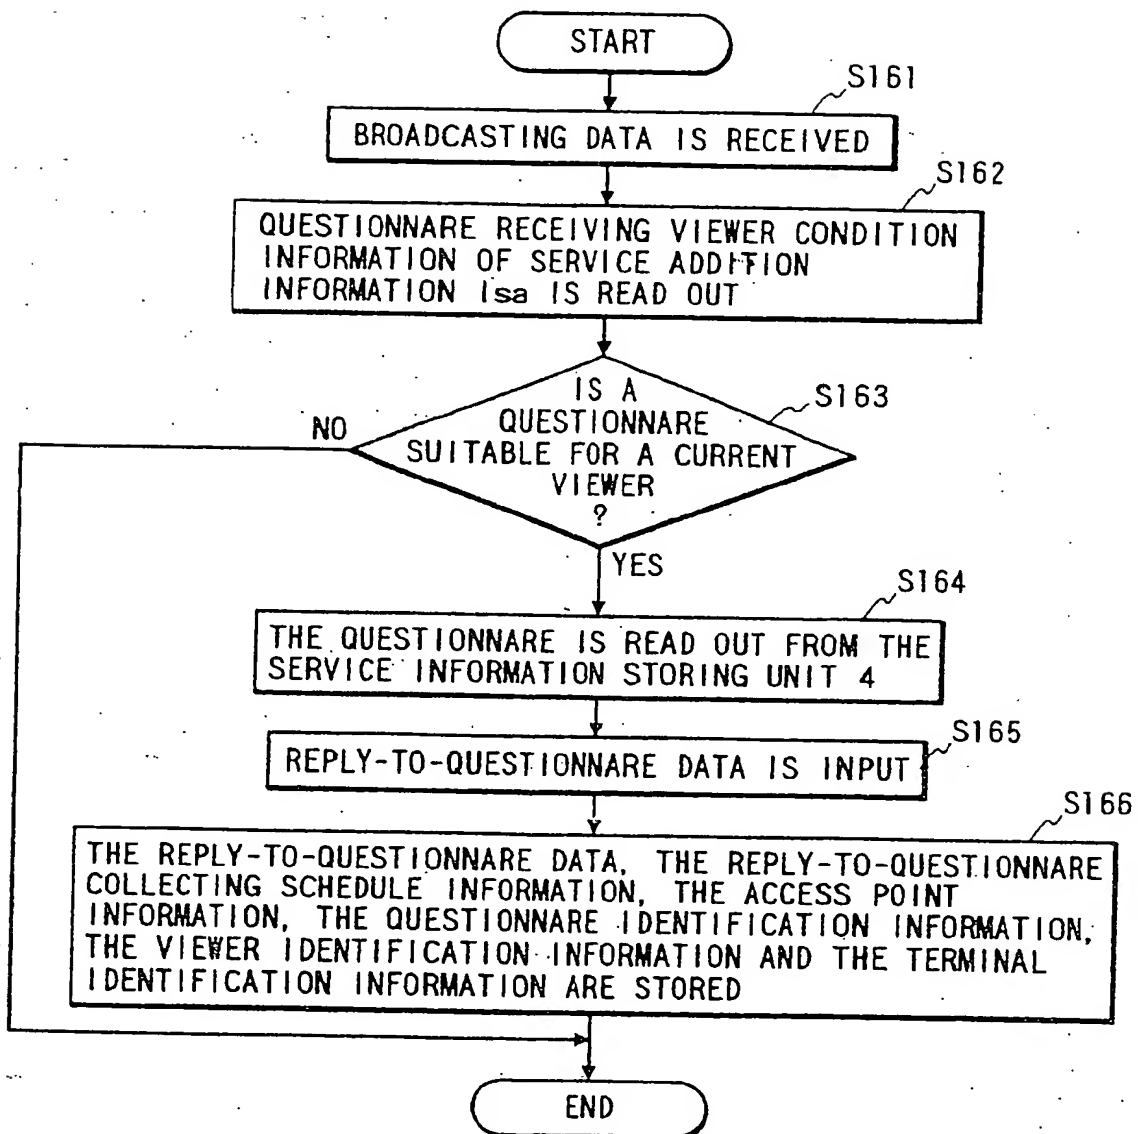 START
S161
BROADCASTING DATA IS RECEIVED
S162
QUESTIONNARE RECEIVING VIEWER CONDITION
INFORMATION OF SERVICE ADDITION
INFORMATION Isa IS READ OUT
S163
IS A
QUESTIONNARE
SUITABLE FOR A CURRENT
VIEWER
?
NO
YES
S164
THE QUESTIONNARE IS READ OUT FROM THE
SERVICE INFORMATION STORING UNIT 4
S165
REPLY-TO-QUESTIONNARE DATA IS INPUT
S166
THE REPLY-TO-QUESTIONNARE DATA, THE REPLY-TO-QUESTIONNARE
COLLECTING SCHEDULE INFORMATION, THE ACCESS POINT
INFORMATION, THE QUESTIONNARE IDENTIFICATION INFORMATION,
THE VIEWER IDENTIFICATION INFORMATION AND THE TERMINAL
IDENTIFICATION INFORMATION ARE STORED
END